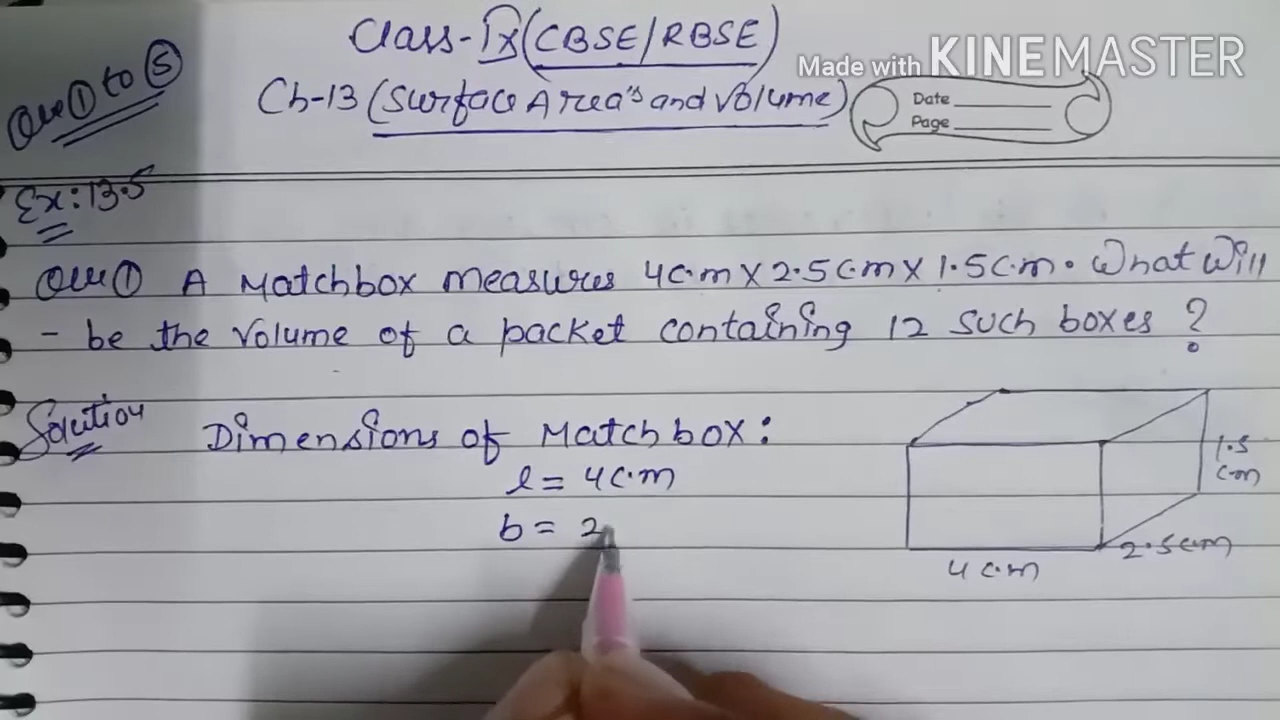 Class-IX (CBSE/RBSE)
Made with KINEMASTER
Que ① to ⑤
Ch-13 (Surface Area's and Volume)
Date
Page
Ex: 13.5
Que ① A Matchbox measures 4c.m x 2.5c.m x 1.5c.m. What will
- be the volume of a packet containing 12 such boxes ?
Solution Dimensions of Matchbox:
l = 4c.m
b = 2
1.5
c.m
2.5c.m
4 c.m